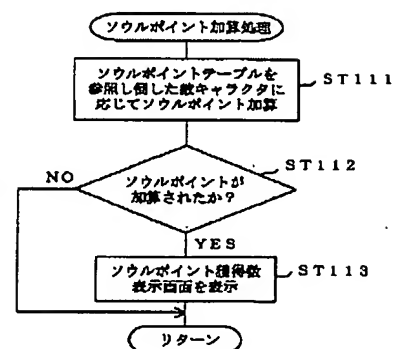 ソウルポイント加算処理
ソウルポイントテーブルを
参照し倒した敵キャラクタに
応じてソウルポイント加算
ST111
ソウルポイントが
加算されたか？
ST112
NO
YES
ソウルポイント獲得数
表示画面を表示
ST113
リターン